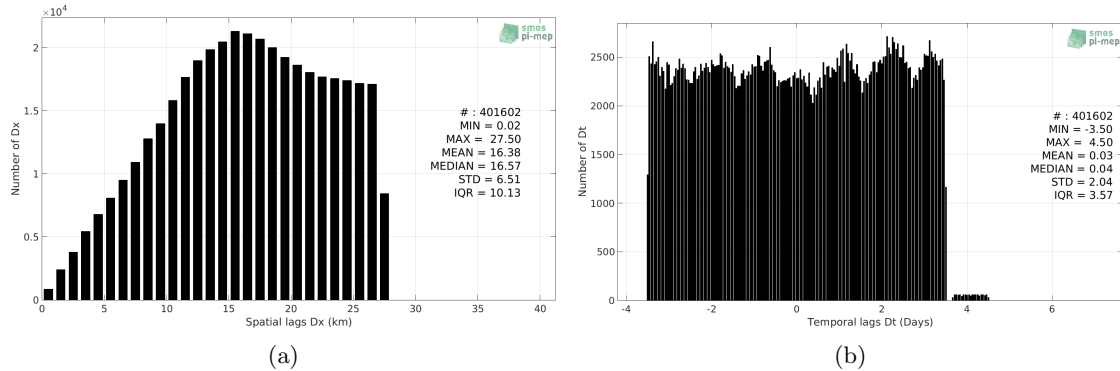 ×10⁴
smos
pi-mep
2
1.5
1
0.5
0
Number of Dx
# : 401602
MIN = 0.02
MAX = 27.50
MEAN = 16.38
MEDIAN = 16.57
STD = 6.51
IQR = 10.13
0 5 10 15 20 25 30 35 40
Spatial lags Dx (km)
(a)
smos
pi-mep
2500
2000
1500
1000
500
0
Number of Dt
# : 401602
MIN = -3.50
MAX = 4.50
MEAN = 0.03
MEDIAN = 0.04
STD = 2.04
IQR = 3.57
-4 -2 0 2 4 6
Temporal lags Dt (Days)
(b)